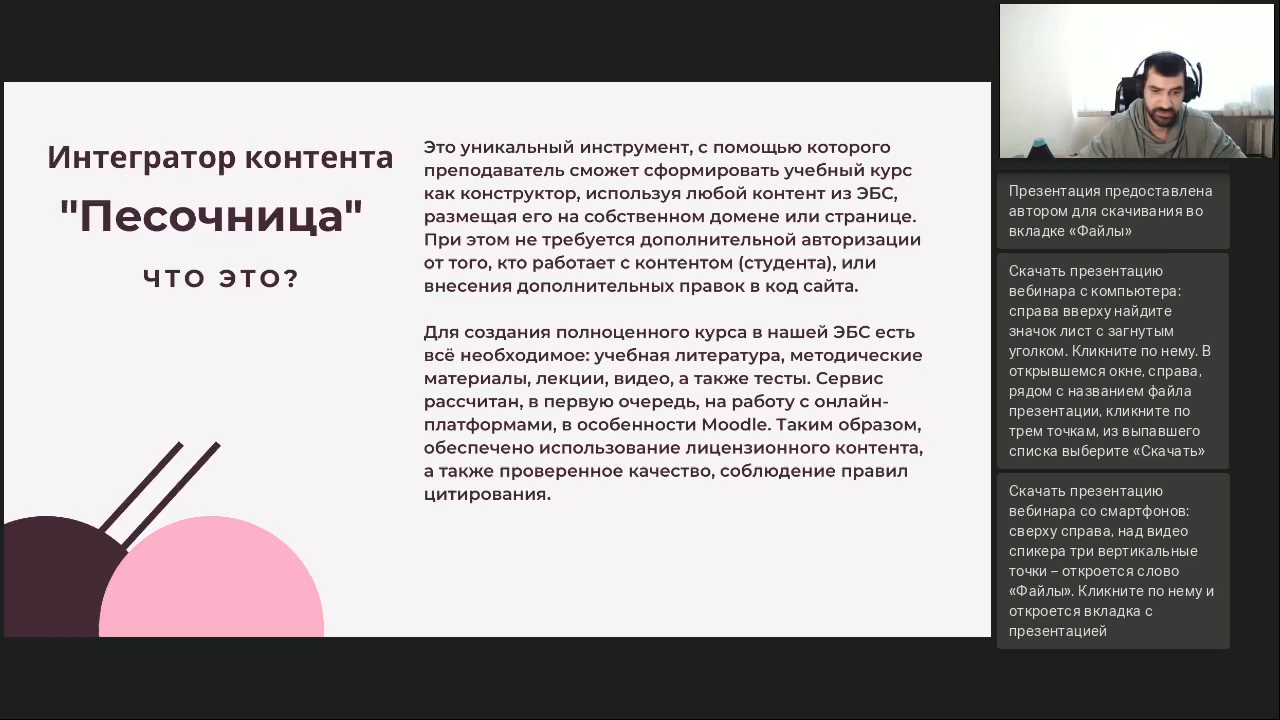 Интегратор контента
"Песочница"
ЧТО ЭТО?
Это уникальный инструмент, с помощью которого
преподаватель сможет сформировать учебный курс
как конструктор, используя любой контент из ЭБС,
размещая его на собственном домене или странице.
При этом не требуется дополнительной авторизации
от того, кто работает с контентом (студента), или
внесения дополнительных правок в код сайта.
Для создания полноценного курса в нашей ЭБС есть
всё необходимое: учебная литература, методические
материалы, лекции, видео, а также тесты. Сервис
рассчитан, в первую очередь, на работу с онлайн-
платформами, в особенности Moodle. Таким образом,
обеспечено использование лицензионного контента,
а также проверенное качество, соблюдение правил
цитирования.
Презентация предоставлена
автором для скачивания во
вкладке «Файлы»
Скачать презентацию
вебинара с компьютера:
справа вверху найдите
значок лист с загнутым
уголком. Кликните по нему. В
открывшемся окне, справа,
рядом с названием файла
презентации, кликните по
трем точкам, из выпавшего
списка выберите «Скачать»
Скачать презентацию
вебинара со смартфонов:
сверху справа, над видео
спикера три вертикальные
точки – откроется слово
«Файлы». Кликните по нему и
откроется вкладка с
презентацией